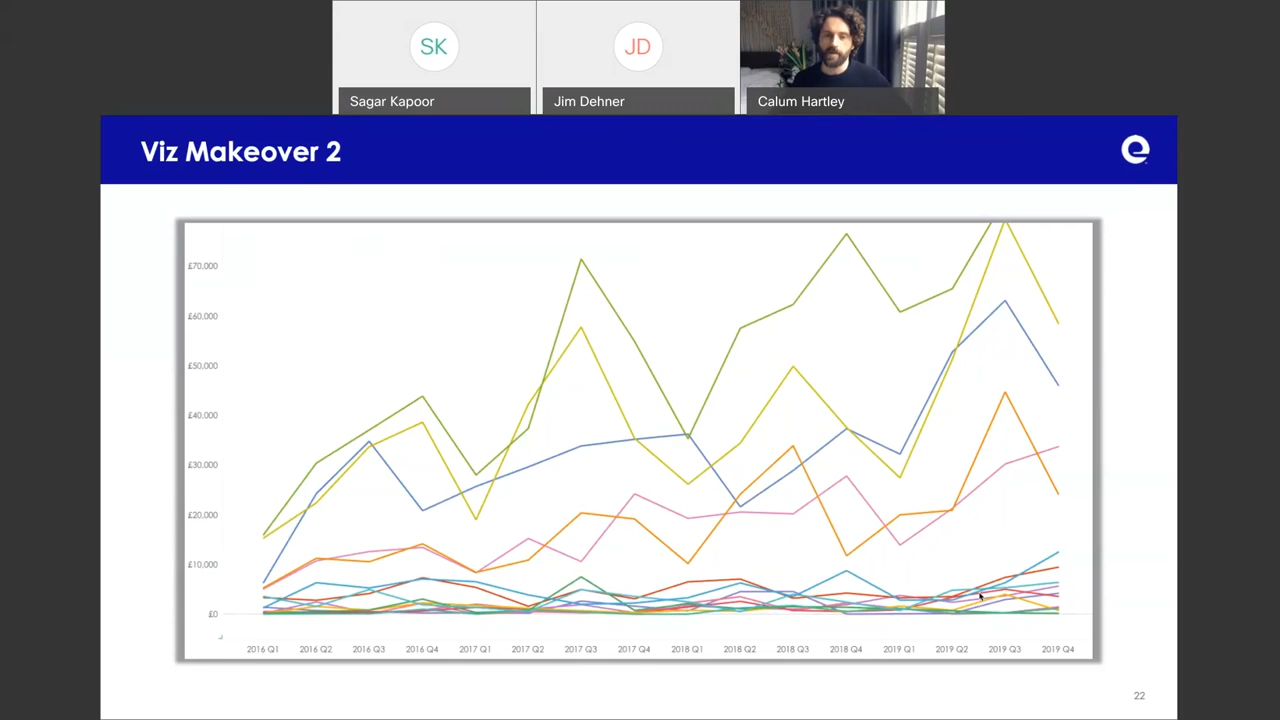 SK
JD
Sagar Kapoor
Jim Dehner
Calum Hartley
Viz Makeover 2
£70,000
£60,000
£50,000
£40,000
£30,000
£20,000
£10,000
£0
2016 Q1 2016 Q2 2016 Q3 2016 Q4 2017 Q1 2017 Q2 2017 Q3 2017 Q4 2018 Q1 2018 Q2 2018 Q3 2018 Q4 2019 Q1 2019 Q2 2019 Q3 2019 Q4
22